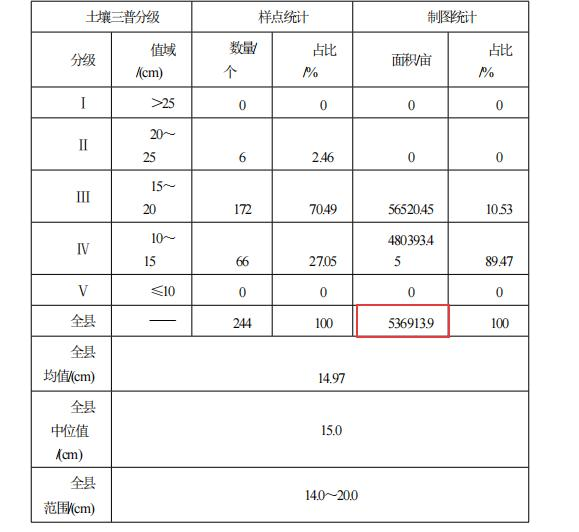 土壤三普分级 样点统计 制图统计
分级 值域/(cm) 数量/个 占比/% 面积/亩 占比/%
Ⅰ >25 0 0 0 0
Ⅱ 20～25 6 2.46 0 0
Ⅲ 15～20 172 70.49 56520.45 10.53
Ⅳ 10～15 66 27.05 480393.45 89.47
Ⅴ ≤10 0 0 0 0
全县 —— 244 100 536913.9 100
全县均值/(cm) 14.97
全县中位值/(cm) 15.0
全县范围/(cm) 14.0～20.0